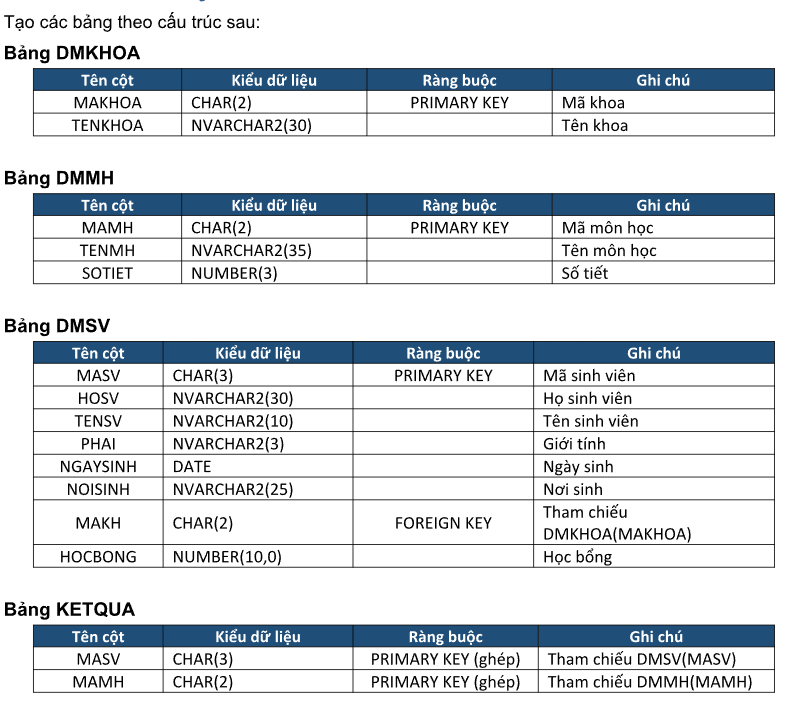 Tạo các bảng theo cấu trúc sau:
Bảng DMKHOA
Tên cột Kiểu dữ liệu Ràng buộc Ghi chú
MAKHOA CHAR(2) PRIMARY KEY Mã khoa
TENKHOA NVARCHAR2(30) Tên khoa
Bảng DMMH
Tên cột Kiểu dữ liệu Ràng buộc Ghi chú
MAMH CHAR(2) PRIMARY KEY Mã môn học
TENMH NVARCHAR2(35) Tên môn học
SOTIET NUMBER(3) Số tiết
Bảng DMSV
Tên cột Kiểu dữ liệu Ràng buộc Ghi chú
MASV CHAR(3) PRIMARY KEY Mã sinh viên
HOSV NVARCHAR2(30) Họ sinh viên
TENSV NVARCHAR2(10) Tên sinh viên
PHAI NVARCHAR2(3) Giới tính
NGAYSINH DATE Ngày sinh
NOISINH NVARCHAR2(25) Nơi sinh
MAKH CHAR(2) FOREIGN KEY Tham chiếu
DMKHOA(MAKHOA)
HOCBONG NUMBER(10,0) Học bổng
Bảng KETQUA
Tên cột Kiểu dữ liệu Ràng buộc Ghi chú
MASV CHAR(3) PRIMARY KEY (ghép) Tham chiếu DMSV(MASV)
MAMH CHAR(2) PRIMARY KEY (ghép) Tham chiếu DMMH(MAMH)